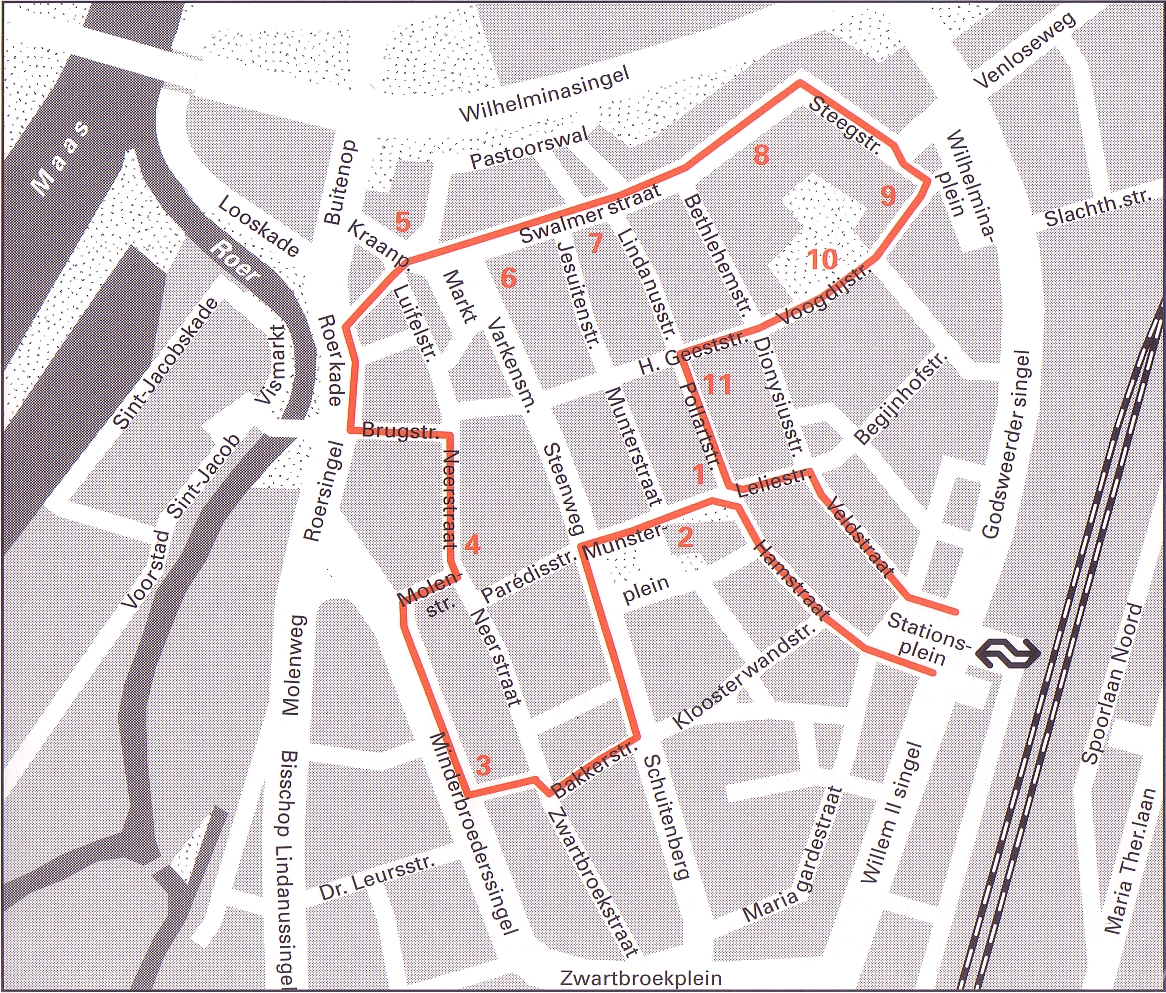 Venloseweg
Wilhelminasingel
Maas
Steegstr.
Pastoorswal
Buitenop
8
Wilhelmina-
plein
9
Swalmer straat
Slachth.str.
Looskade
5
Kraanp.
Bethlehemstr.
Roer
7
Lindanusstr.
Jesuitenstr.
10
6
Markt
Voogdijstr.
Luifelstr.
Varkensm.
Roerkade
Sint-Jacobskade
Vismarkt
H. Geeststr.
Dionysiusstr.
11
Pollartstr.
Begijnhofstr.
Godsweerder singel
Munterstraat
Brugstr.
Steenweg
Neerstraat
Sint-Jacob
Roersingel
1
Leliestr.
Veldstraat
2
Munster-
plein
4
Paredisstr.
Hamstraat
Voorstad
Molen-
str.
Neerstraat
Stations-
plein
Kloosterwandstr.
Molenweg
Spoorlaan Noord
3
Bakkerstr.
Minderbroederssingel
Schuitenberg
Willem II singel
Bisschop Lindanussingel
Zwartbroekstraat
Maria gardestraat
Maria Ther.laan
Dr. Leursstr.
Zwartbroekplein